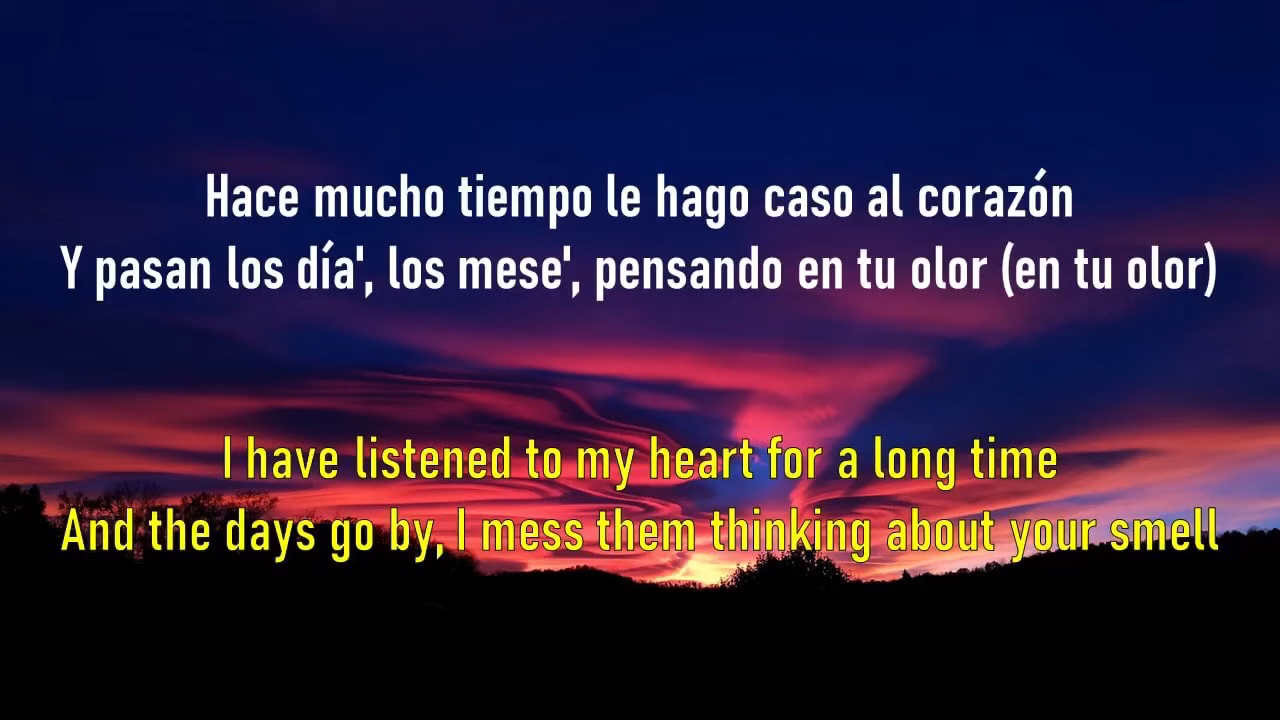 Hace mucho tiempo le hago caso al corazón
Y pasan los día', los mese', pensando en tu olor (en tu olor)
I have listened to my heart for a long time
And the days go by, I mess them thinking about your smell